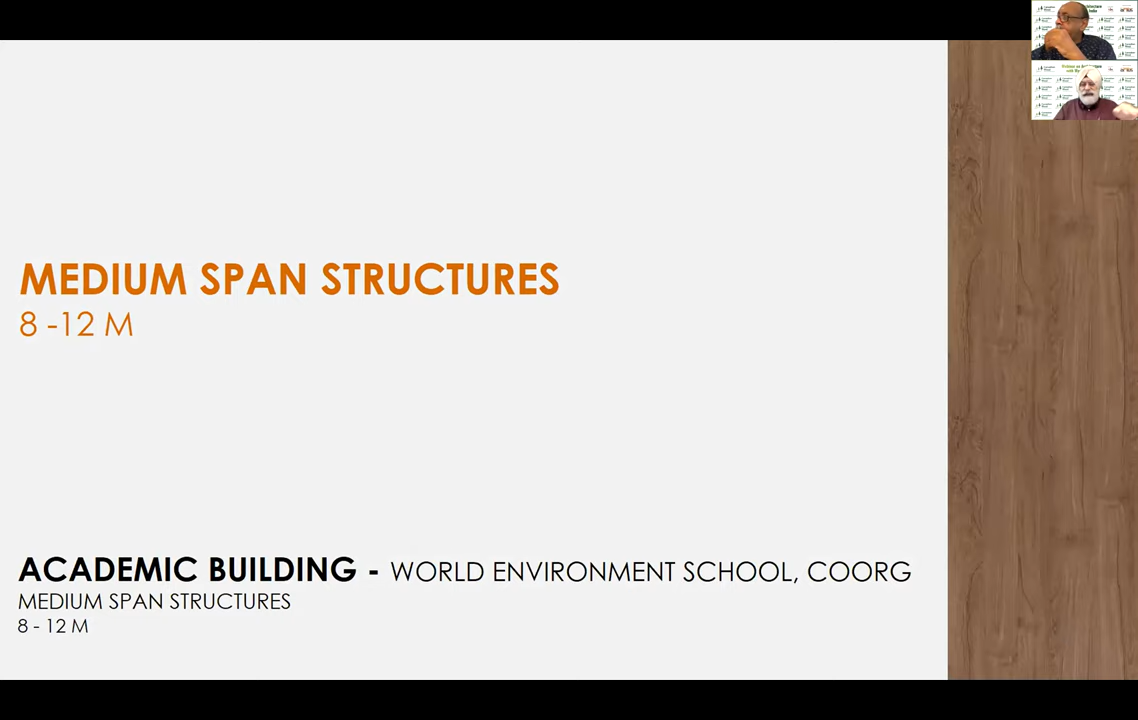 MEDIUM SPAN STRUCTURES
8 -12 M
ACADEMIC BUILDING - WORLD ENVIRONMENT SCHOOL, COORG
MEDIUM SPAN STRUCTURES
8 - 12 M